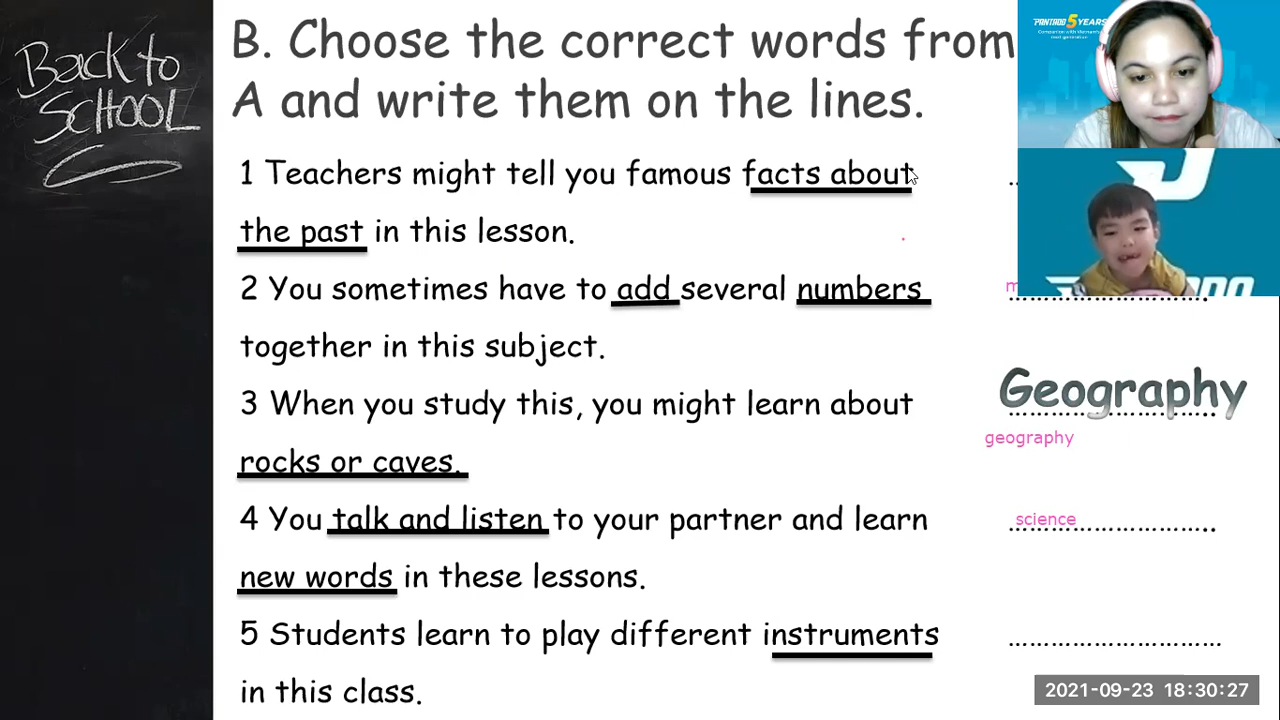 Back to
SCHOOL
B. Choose the correct words from
A and write them on the lines.
1 Teachers might tell you famous facts about
the past in this lesson.
2 You sometimes have to add several numbers
together in this subject.
3 When you study this, you might learn about
rocks or caves.
4 You talk and listen to your partner and learn
new words in these lessons.
5 Students learn to play different instruments
in this class.
Geography
geography
science
PANTADO 5 YEARS
2021-09-23 18:30:27